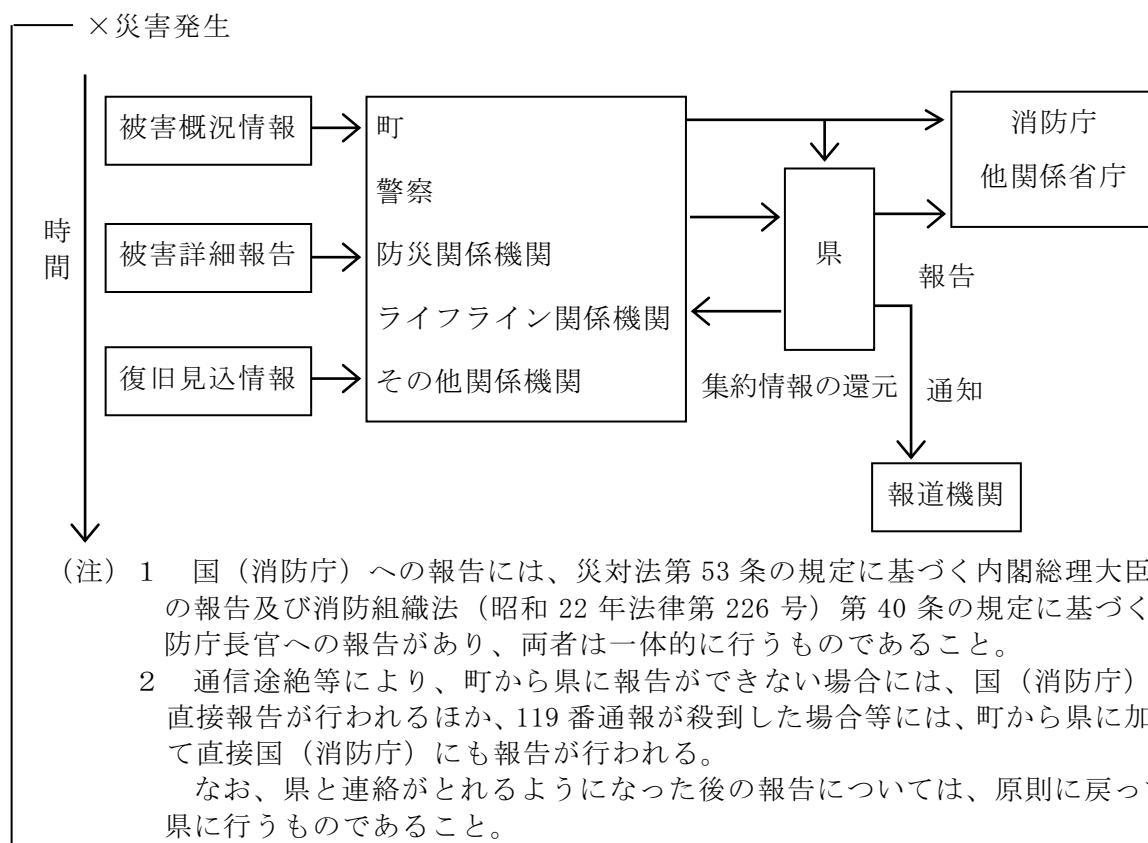 ×災害発生
時間
被害概況情報
被害詳細報告
復旧見込情報
町
警察
防災関係機関
ライフライン関係機関
その他関係機関
県
消防庁
他関係省庁
報告
集約情報の還元
通知
報道機関
（注）１　国（消防庁）への報告には、災対法第 53 条の規定に基づく内閣総理大臣
の報告及び消防組織法（昭和 22 年法律第 226 号）第 40 条の規定に基づく
防庁長官への報告があり、両者は一体的に行うものであること。
２　通信途絶等により、町から県に報告ができない場合には、国（消防庁）
直接報告が行われるほか、119 番通報が殺到した場合等には、町から県に加
て直接国（消防庁）にも報告が行われる。
なお、県と連絡がとれるようになった後の報告については、原則に戻っ
県に行うものであること。